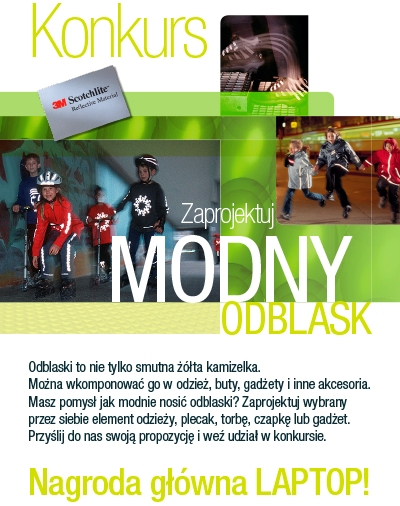 Konkurs
3M Scotchlite™
Reflective Material
Zaprojektuj
MODNY
ODBLASK
Odblaski to nie tylko smutna żółta kamizelka.
Można wkomponować go w odzież, buty, gadżety i inne akcesoria.
Masz pomysł jak modnie nosić odblaski? Zaprojektuj wybrany
przez siebie element odzieży, plecak, torbę, czapkę lub gadżet.
Przyślij do nas swoją propozycję i weź udział w konkursie.
Nagroda główna LAPTOP!